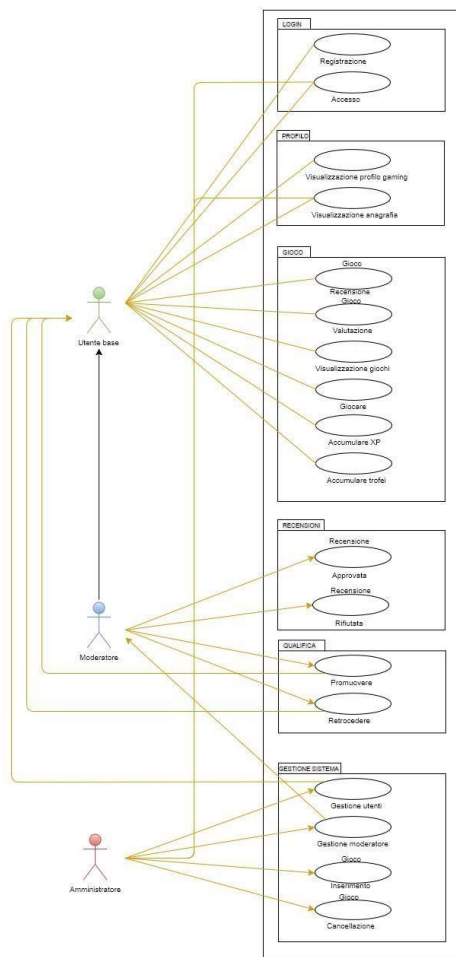 LOGIN
Registrazione
Accesso
PROFILO
Visualizzazione profilo gaming
Visualizzazione anagrafia
GIOCO
Gioco
Recensione
Gioco
Valutazione
Visualizzazione giochi
Giocare
Accumulare XP
Accumulare trofei
Utente base
RECENSIONI
Recensione
Approvata
Recensione
Rifiutata
Moderatore
QUALIFICA
Promuovere
Retrocedere
GESTIONE SISTEMA
Gestione utenti
Gestione moderatore
Gioco
Inserimento
Gioco
Cancellazione
Amministratore